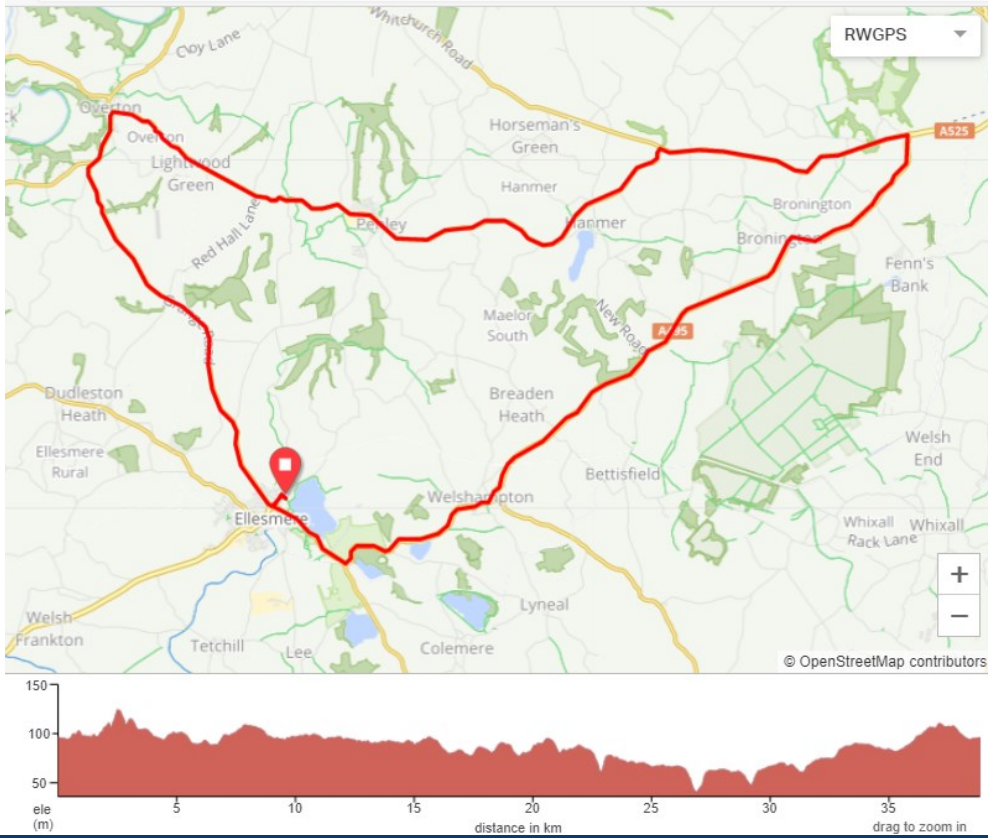 RWGPS
Cloy Lane
Whitchurch Road
ck
Overton
Overton
Horseman's
Green
A525
Lightwood
Green
Hanmer
Penley
Hanmer
Bronington
Bronington
Red Hall Lane
Fenn's
Bank
Maelor
South
New Road
A495
Dudleston
Heath
Breaden
Heath
Ellesmere
Rural
Bettisfield
Welsh
End
Welshampton
Ellesmere
Whixall
Rack Lane
Whixall
+
−
Lyneal
Welsh
Frankton
Tetchill
Lee
Colemere
© OpenStreetMap contributors
150
100
50
ele
(m)
5
10
15
20
25
30
35
distance in km
drag to zoom in